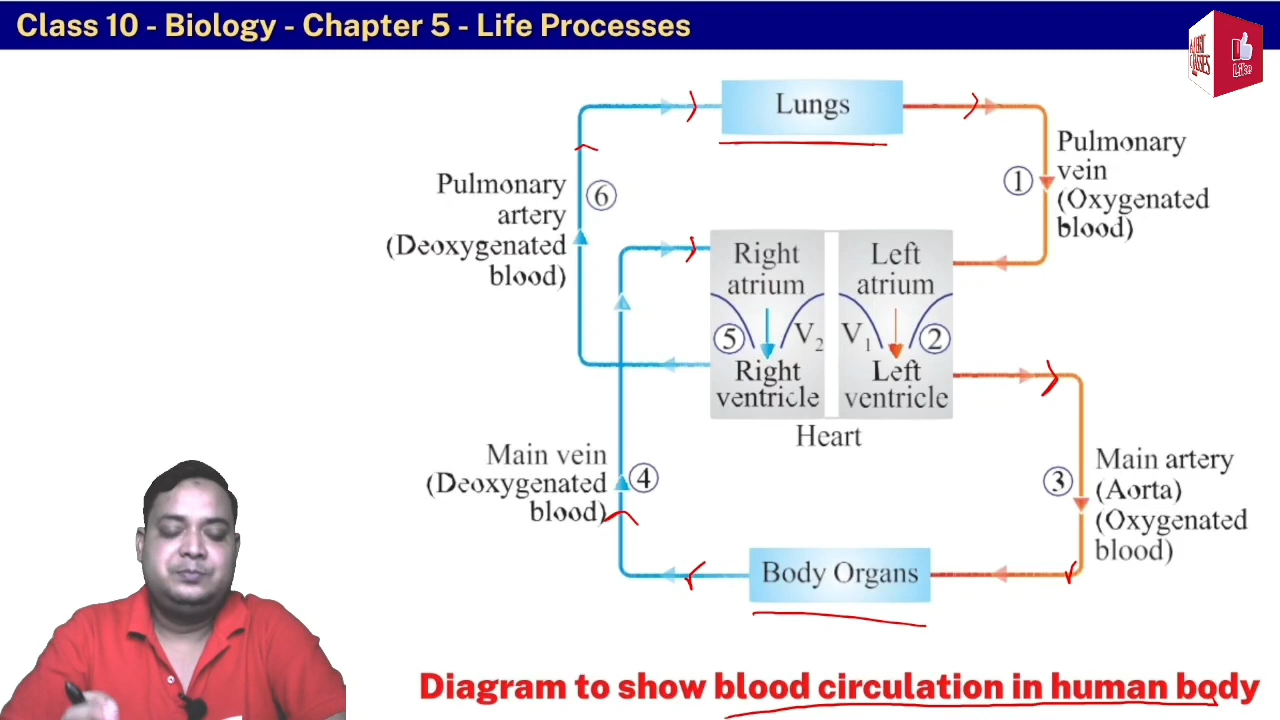 Class 10 - Biology - Chapter 5 - Life Processes
Like
Lungs
Pulmonary
vein
(Oxygenated
blood)
1
Pulmonary
artery
(Deoxygenated
blood)
6
Right
atrium
Left
atrium
5
V2
V1
2
Right
ventricle
Left
ventricle
Heart
Main vein
(Deoxygenated
blood)
4
3
Main artery
(Aorta)
(Oxygenated
blood)
Body Organs
Diagram to show blood circulation in human body